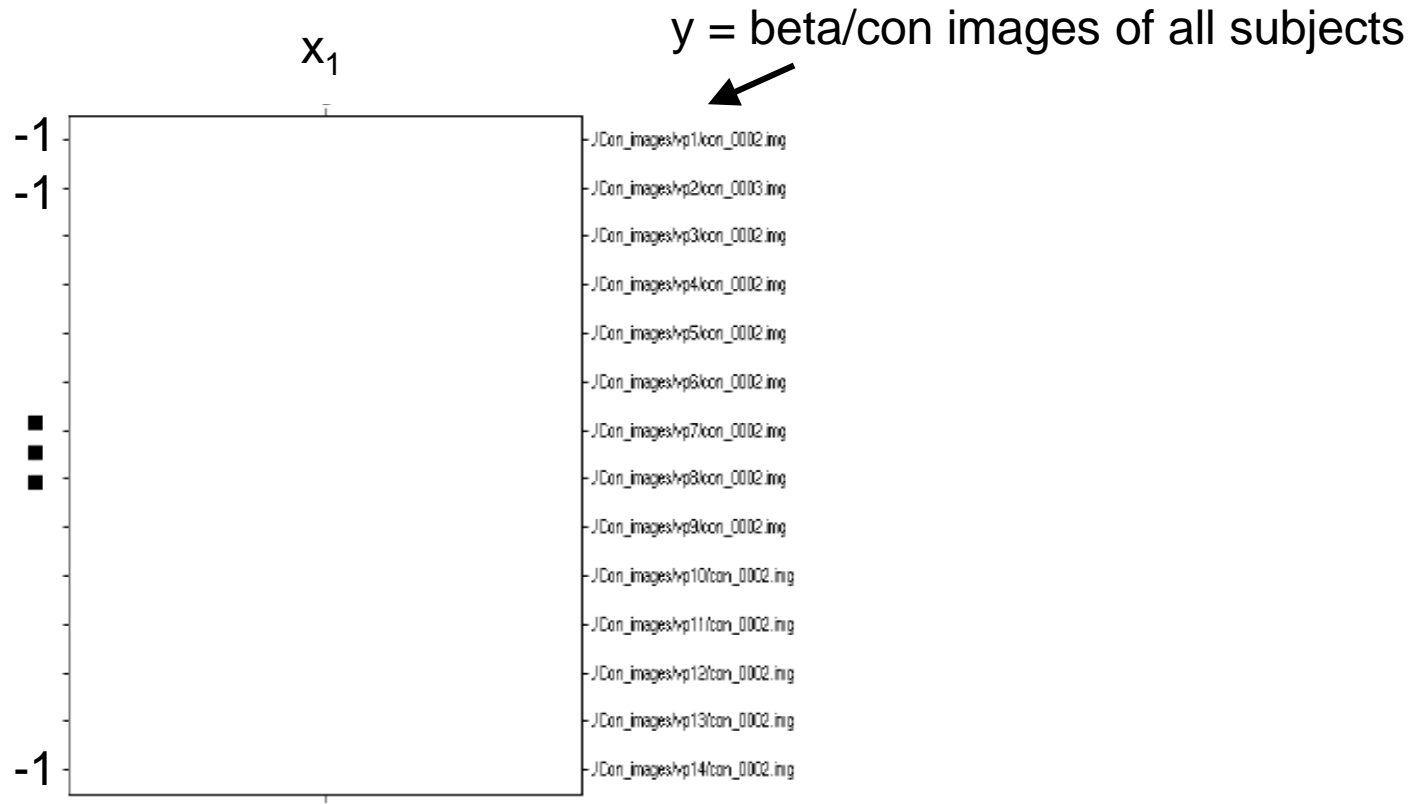 y = beta/con images of all subjects
x1
-1 ./Con_images/vp1/con_0002.img
-1 ./Con_images/vp2/con_0003.img
./Con_images/vp3/con_0002.img
./Con_images/vp4/con_0002.img
./Con_images/vp5/con_0002.img
./Con_images/vp6/con_0002.img
./Con_images/vp7/con_0002.img
./Con_images/vp8/con_0002.img
./Con_images/vp9/con_0002.img
./Con_images/vp10/con_0002.img
./Con_images/vp11/con_0002.img
./Con_images/vp12/con_0002.img
./Con_images/vp13/con_0002.img
-1 ./Con_images/vp14/con_0002.img